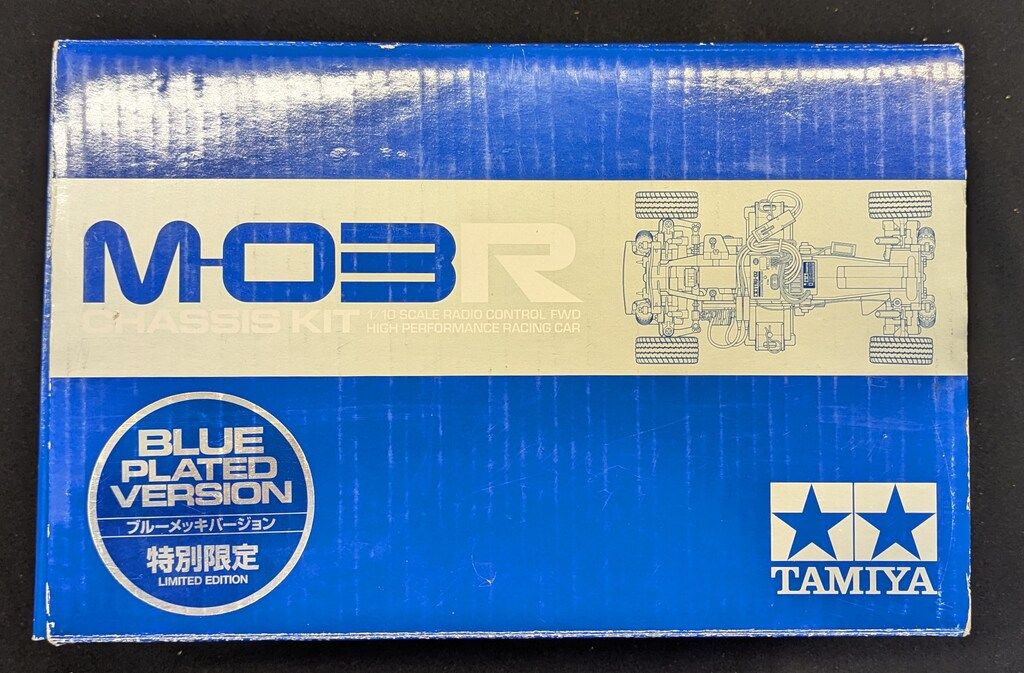 M-03R
CHASSIS KIT
1/10 SCALE RADIO CONTROL FWD
HIGH PERFORMANCE RACING CAR
BLUE
PLATED
VERSION
ブルーメッキバージョン
特別限定
LIMITED EDITION
TAMIYA